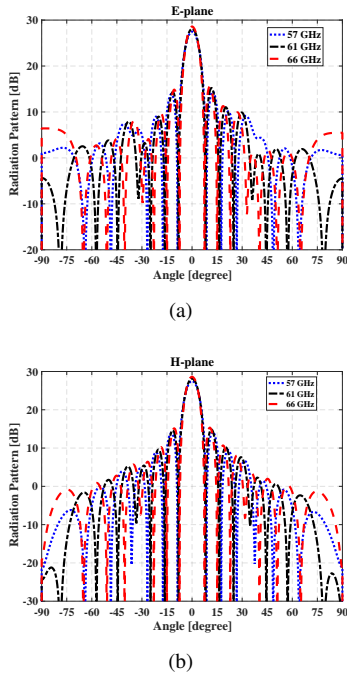 E-plane
57 GHz
61 GHz
66 GHz
Radiation Pattern [dB]
40
30
20
10
0
-10
-20
-90 -75 -60 -45 -30 -15 0 15 30 45 60 75 90
Angle [degree]
(a)
H-plane
57 GHz
61 GHz
66 GHz
Radiation Pattern [dB]
30
20
10
0
-10
-20
-30
-90 -75 -60 -45 -30 -15 0 15 30 45 60 75 90
Angle [degree]
(b)